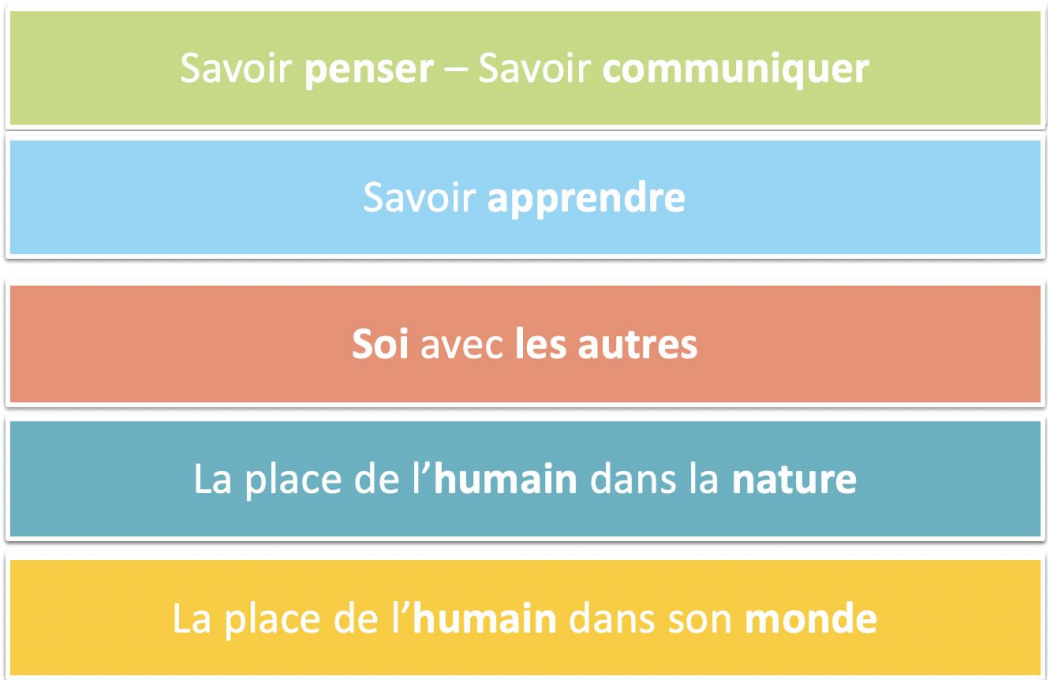 Savoir penser – Savoir communiquer
Savoir apprendre
Soi avec les autres
La place de l’humain dans la nature
La place de l’humain dans son monde